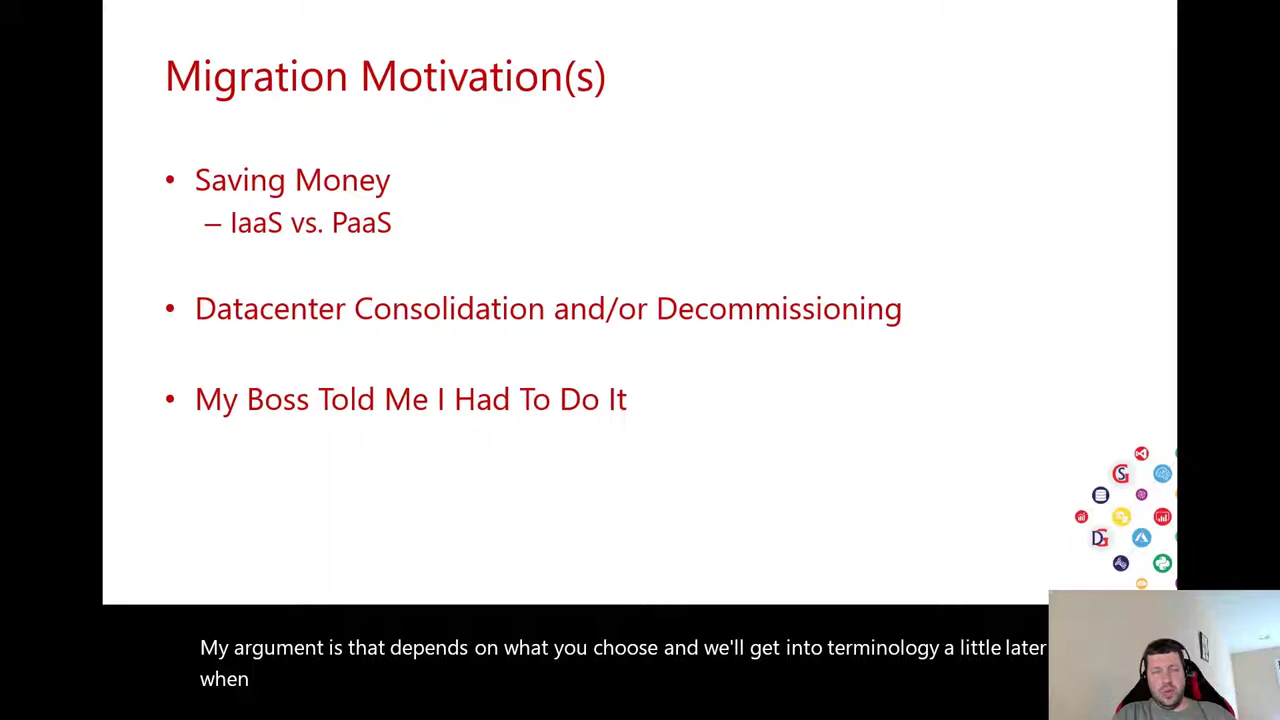 Migration Motivation(s)
• Saving Money
– IaaS vs. PaaS
• Datacenter Consolidation and/or Decommissioning
• My Boss Told Me I Had To Do It
GS
DG
My argument is that depends on what you choose and we'll get into terminology a little later
when